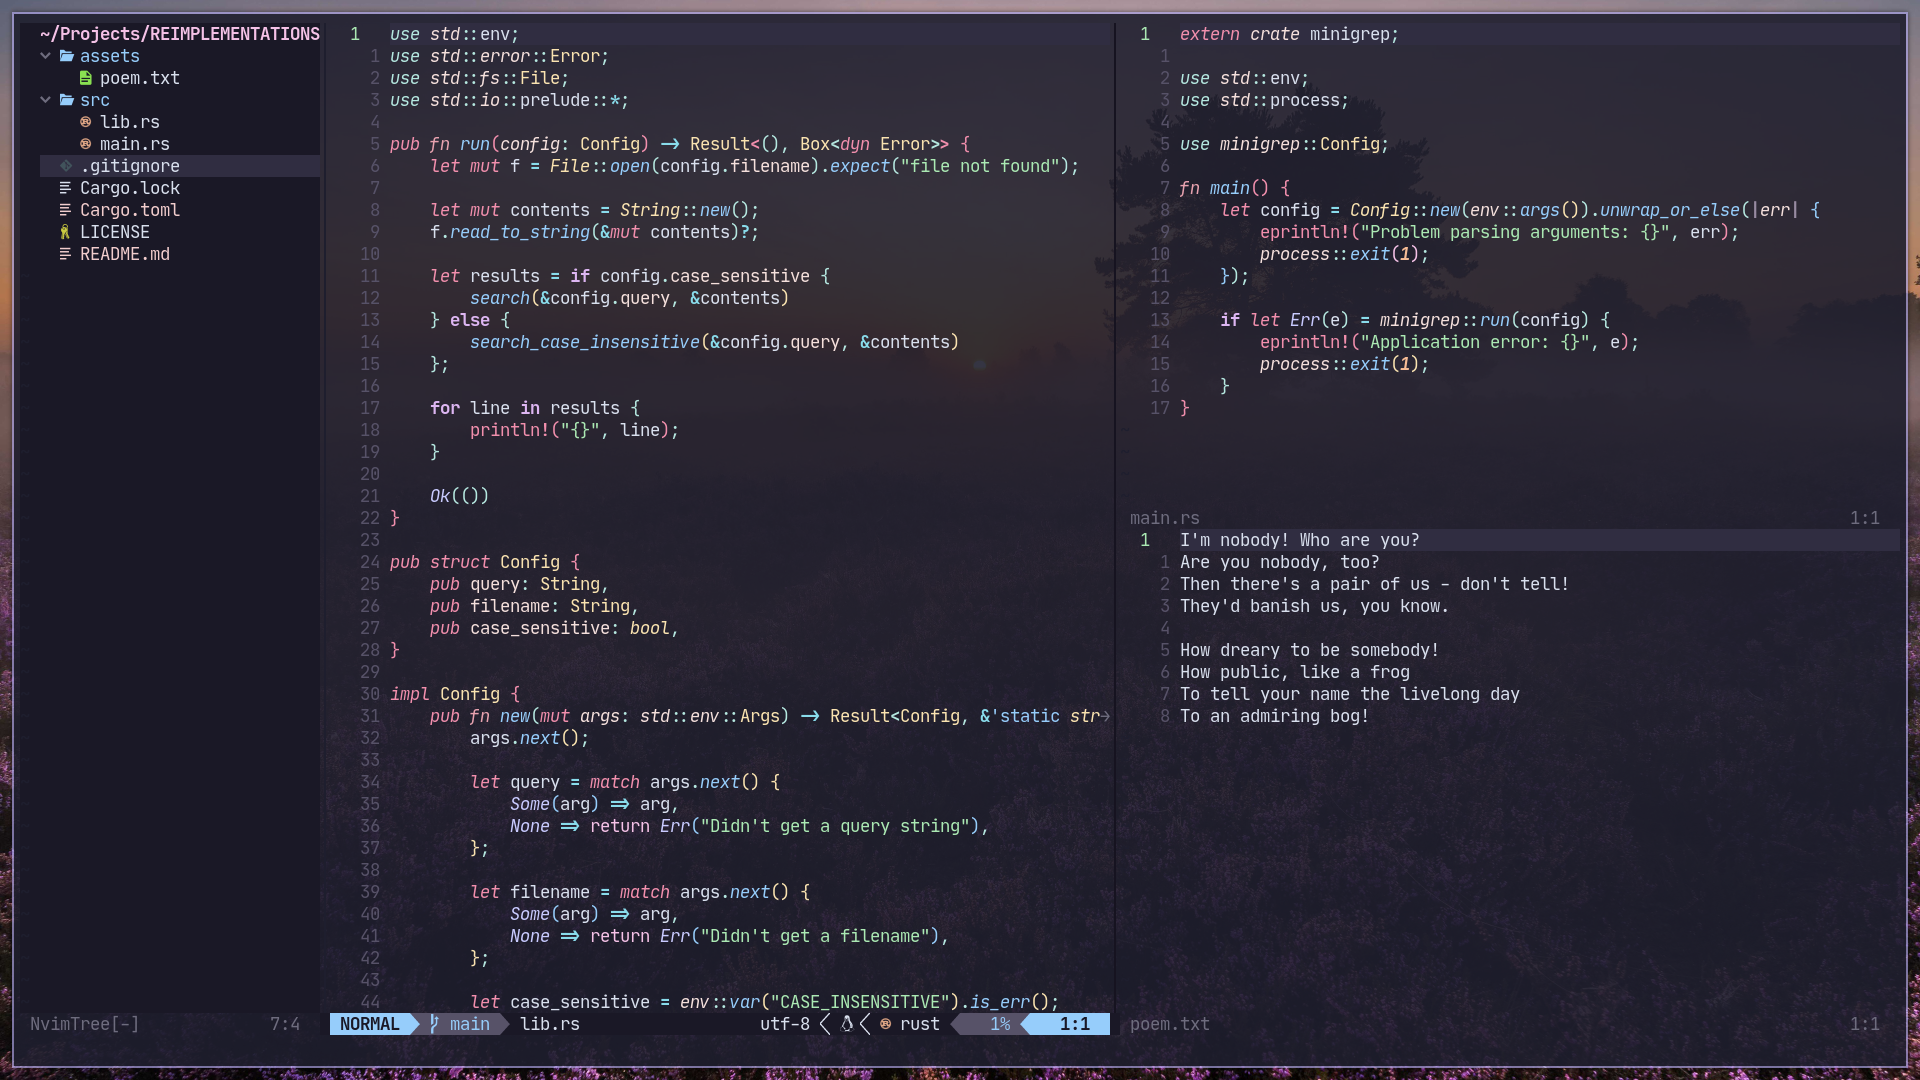 ~/Projects/REIMPLEMENTATIONS
assets
poem.txt
src
lib.rs
main.rs
.gitignore
Cargo.lock
Cargo.toml
LICENSE
README.md
NvimTree[-] 7:4
1 use std::env;
1 use std::error::Error;
2 use std::fs::File;
3 use std::io::prelude::*;
4
5 pub fn run(config: Config) -> Result<(), Box<dyn Error>> {
6     let mut f = File::open(config.filename).expect("file not found");
7
8     let mut contents = String::new();
9     f.read_to_string(&mut contents)?;
10
11     let results = if config.case_sensitive {
12         search(&config.query, &contents)
13     } else {
14         search_case_insensitive(&config.query, &contents)
15     };
16
17     for line in results {
18         println!("{}", line);
19     }
20
21     Ok(())
22 }
23
24 pub struct Config {
25     pub query: String,
26     pub filename: String,
27     pub case_sensitive: bool,
28 }
29
30 impl Config {
31     pub fn new(mut args: std::env::Args) -> Result<Config, &'static str→
32         args.next();
33
34         let query = match args.next() {
35             Some(arg) => arg,
36             None => return Err("Didn't get a query string"),
37         };
38
39         let filename = match args.next() {
40             Some(arg) => arg,
41             None => return Err("Didn't get a filename"),
42         };
43
44         let case_sensitive = env::var("CASE_INSENSITIVE").is_err();
NORMAL main lib.rs utf-8 rust 1% 1:1
1 extern crate minigrep;
1
2 use std::env;
3 use std::process;
4
5 use minigrep::Config;
6
7 fn main() {
8     let config = Config::new(env::args()).unwrap_or_else(|err| {
9         eprintln!("Problem parsing arguments: {}", err);
10         process::exit(1);
11     });
12
13     if let Err(e) = minigrep::run(config) {
14         eprintln!("Application error: {}", e);
15         process::exit(1);
16     }
17 }
main.rs 1:1
1 I'm nobody! Who are you?
1 Are you nobody, too?
2 Then there's a pair of us - don't tell!
3 They'd banish us, you know.
4
5 How dreary to be somebody!
6 How public, like a frog
7 To tell your name the livelong day
8 To an admiring bog!
poem.txt 1:1